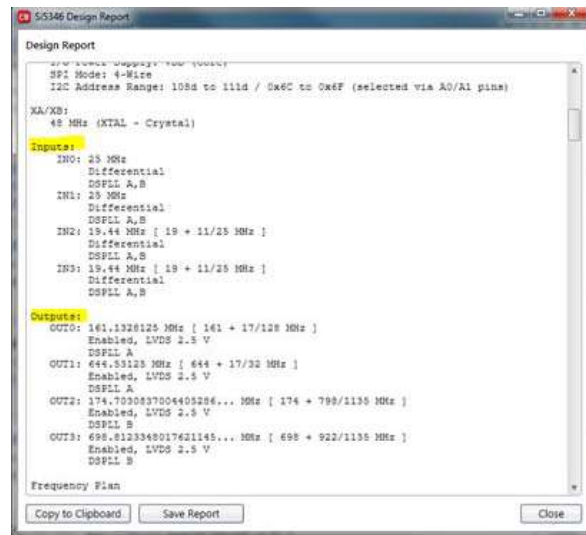 Si5346 Design Report
Design Report
I/O Power Supply: VDD (Core)
SPI Mode: 4-Wire
I2C Address Range: 108d to 111d / 0x6C to 0x6F (selected via A0/A1 pins)
XA/XB:
48 MHz (XTAL - Crystal)
Inputs:
IN0: 25 MHz
Differential
DSPLL A,B
IN1: 25 MHz
Differential
DSPLL A,B
IN2: 19.44 MHz [ 19 + 11/25 MHz ]
Differential
DSPLL A,B
IN3: 19.44 MHz [ 19 + 11/25 MHz ]
Differential
DSPLL A,B
Outputs:
OUT0: 161.1328125 MHz [ 161 + 17/128 MHz ]
Enabled, LVDS 2.5 V
DSPLL A
OUT1: 644.53125 MHz [ 644 + 17/32 MHz ]
Enabled, LVDS 2.5 V
DSPLL A
OUT2: 174.7030837004405286... MHz [ 174 + 798/1135 MHz ]
Enabled, LVDS 2.5 V
DSPLL B
OUT3: 698.8123348017621145... MHz [ 698 + 922/1135 MHz ]
Enabled, LVDS 2.5 V
DSPLL B
Frequency Plan
Copy to Clipboard Save Report Close